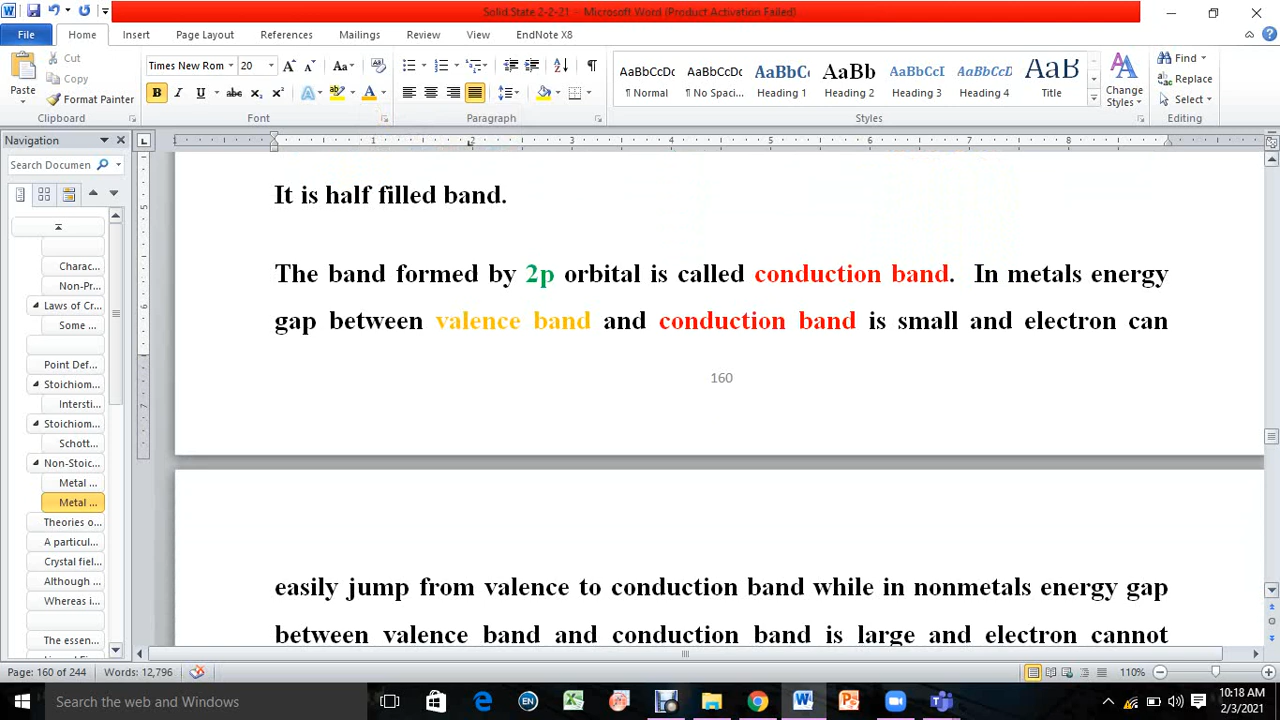 Solid State 2-2-21 - Microsoft Word (Product Activation Failed)
File Home Insert Page Layout References Mailings Review View EndNote X8
Paste
Cut
Copy
Format Painter
Clipboard
Times New Rom 20
Font
Paragraph
AaBbCcDc AaBbCcDc AaBbCc AaBb AaBbCcI AaBbCcI AaB
¶ Normal ¶ No Spaci... Heading 1 Heading 2 Heading 3 Heading 4 Title
Change Styles
Styles
Find
Replace
Select
Editing
Navigation
Search Documen
Charac...
Non-Pr...
Laws of Cr...
Some ...
Point Def...
Stoichiom...
Intersti...
Stoichiom...
Schott...
Non-Stoic...
Metal ...
Metal ...
Theories o...
A particul...
Crystal fiel...
Although ...
Whereas i...
The essen...
It is half filled band.
The band formed by 2p orbital is called conduction band. In metals energy
gap between valence band and conduction band is small and electron can
160
easily jump from valence to conduction band while in nonmetals energy gap
between valence band and conduction band is large and electron cannot
Page: 160 of 244 Words: 12,796
110%
Search the web and Windows
EN
10:18 AM
2/3/2021